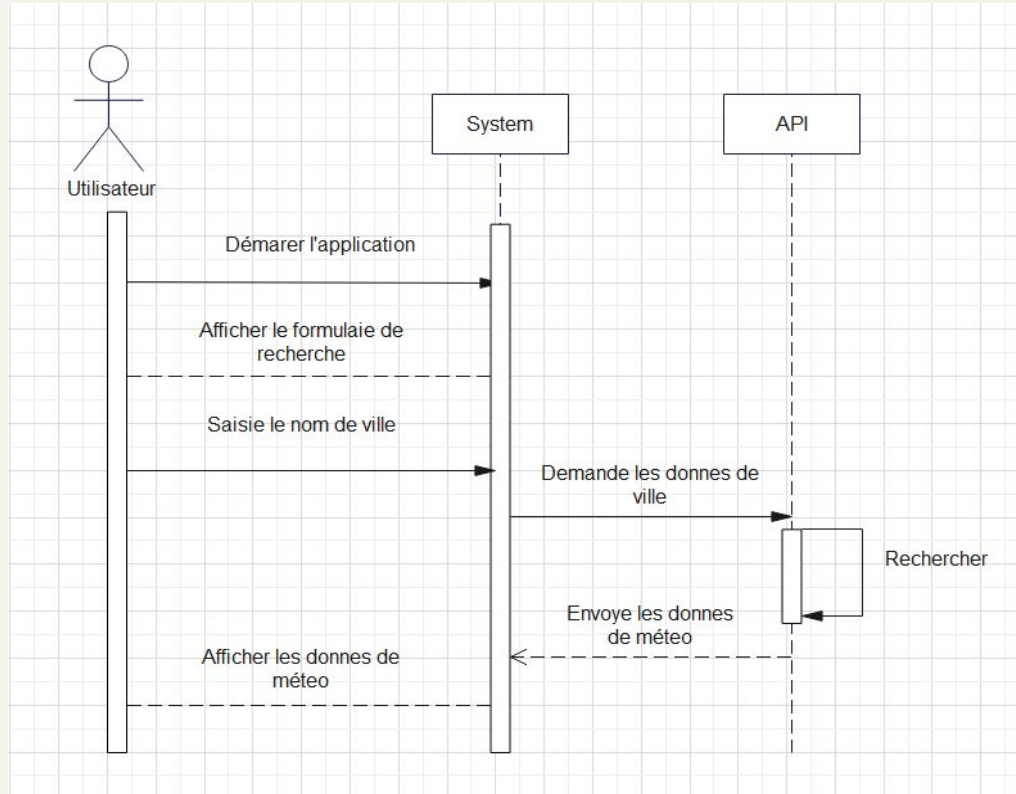 System
API
Utilisateur
Démarer l'application
Afficher le formulaie de
recherche
Saisie le nom de ville
Demande les donnes de
ville
Rechercher
Envoye les donnes
de méteo
Afficher les donnes de
méteo